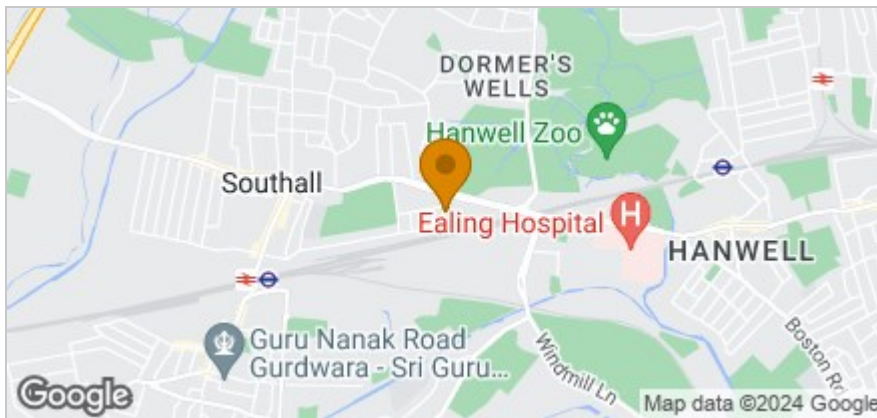 DORMER'S
WELLS
Hanwell Zoo
Southall
Ealing Hospital
H
HANWELL
Guru Nanak Road
Gurdwara - Sri Guru...
Windmill Ln
Boston Rd
Google
Map data ©2024 Google